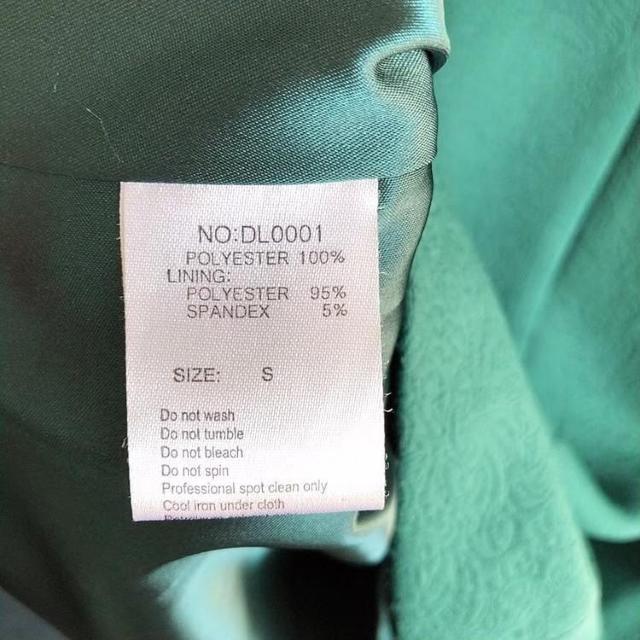 NO:DL0001
POLYESTER 100%
LINING:
POLYESTER 95%
SPANDEX 5%
SIZE: S
Do not wash
Do not tumble
Do not bleach
Do not spin
Professional spot clean only
Cool iron under cloth